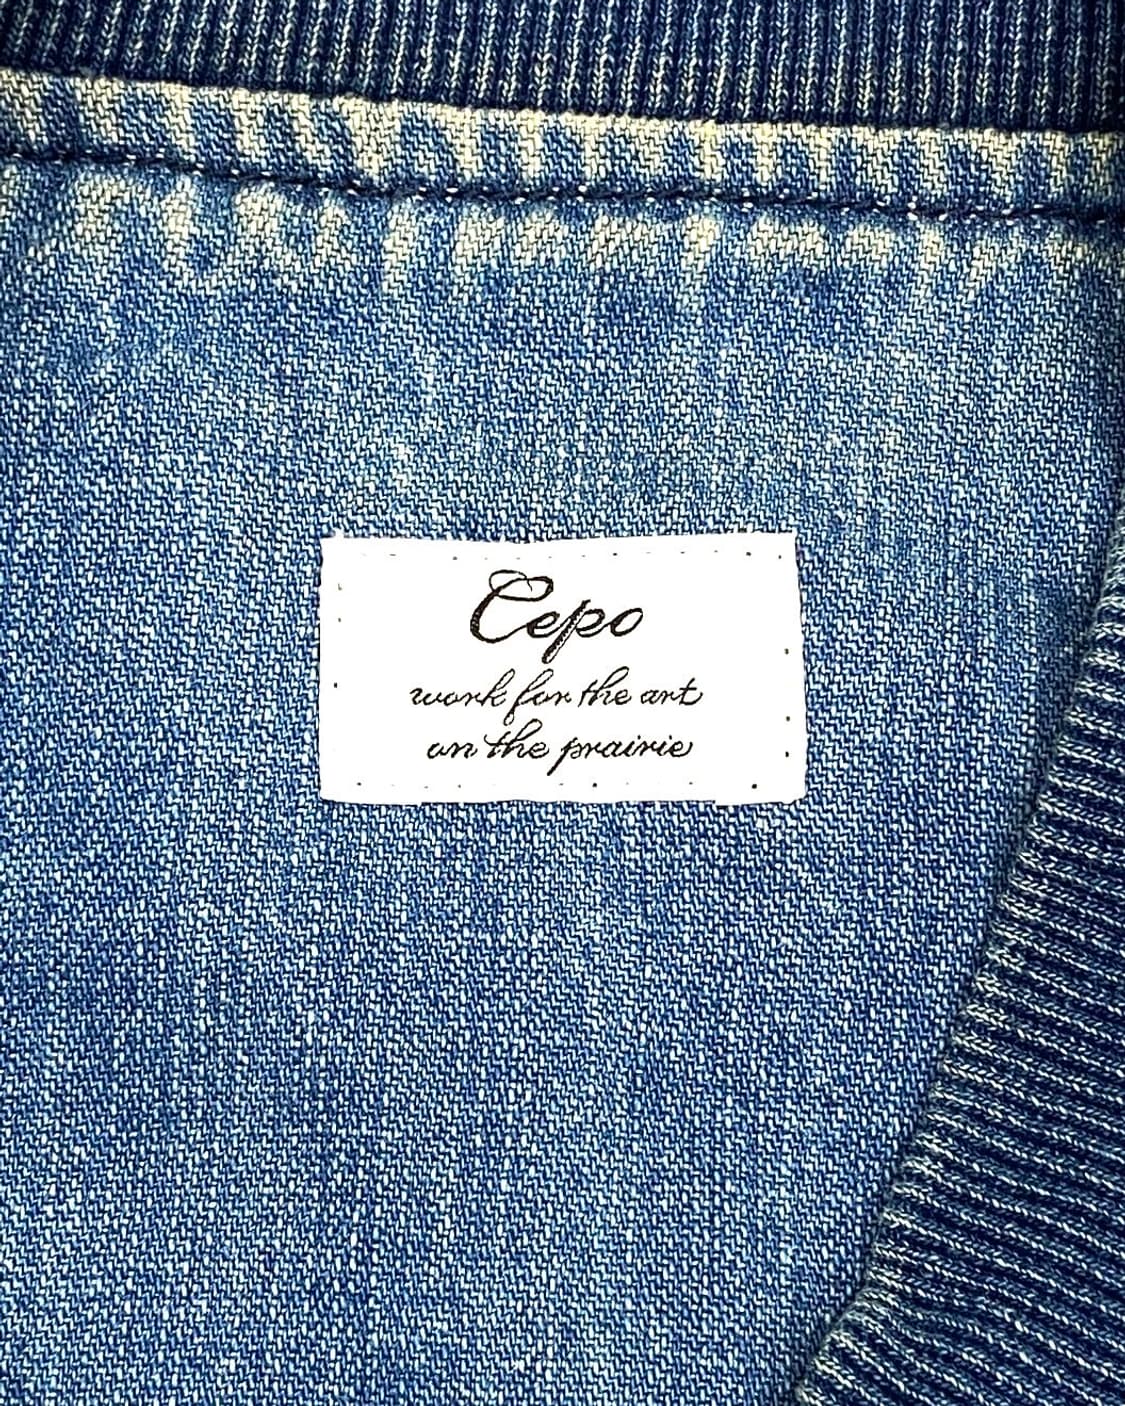 Cepo
work for the art
on the prairie